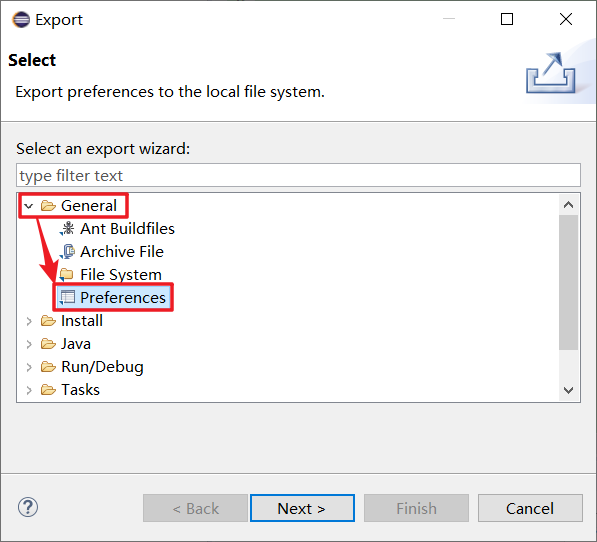 Export
Select
Export preferences to the local file system.
Select an export wizard:
type filter text
General
Ant Buildfiles
Archive File
File System
Preferences
Install
Java
Run/Debug
Tasks
?
< Back
Next >
Finish
Cancel